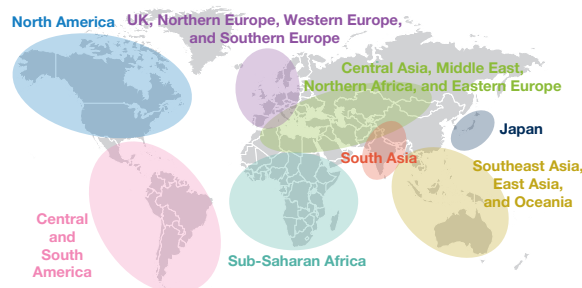 North America
UK, Northern Europe, Western Europe,
and Southern Europe
Central Asia, Middle East,
Northern Africa, and Eastern Europe
Japan
South Asia
Southeast Asia,
East Asia,
and Oceania
Central
and
South
America
Sub-Saharan Africa